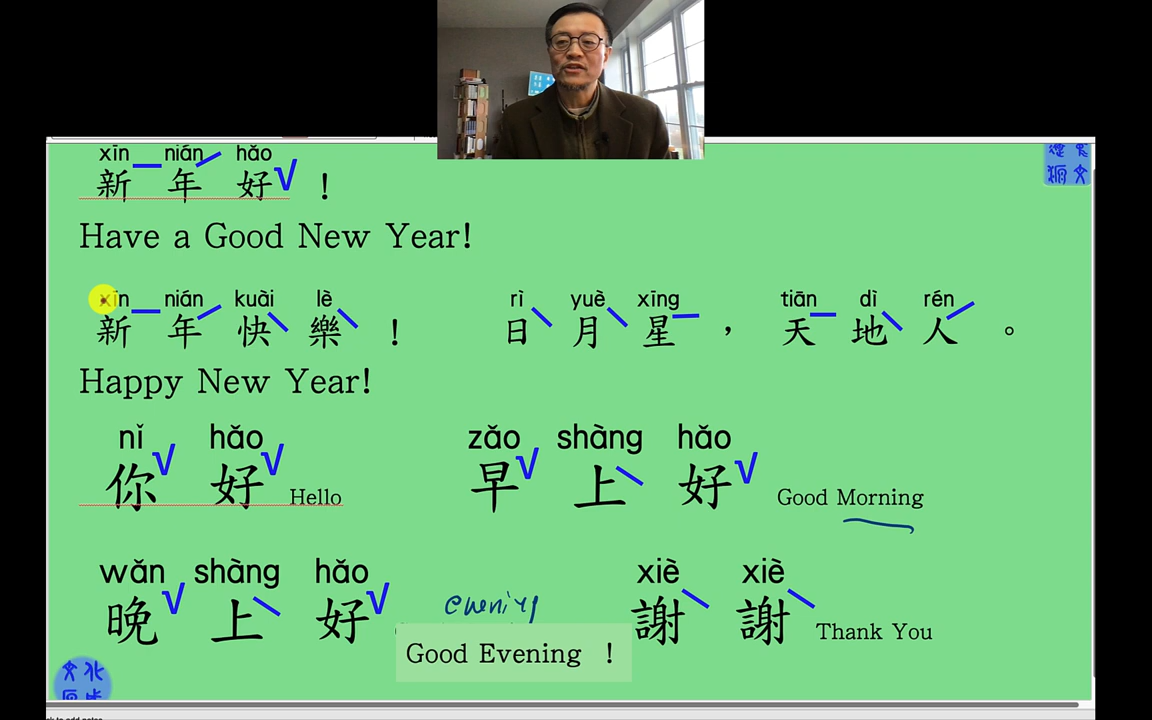 xīn nián hǎo
新 年 好 ！
Have a Good New Year!
xīn nián kuài lè rì yuè xīng tiān dì rén
新 年 快 樂 ！ 日 月 星 ， 天 地 人 。
Happy New Year!
nǐ hǎo zǎo shàng hǎo
你 好 Hello 早 上 好 Good Morning
wǎn shàng hǎo xiè xiè
晚 上 好 evening 謝 謝 Thank You
Good Evening ！
文 化